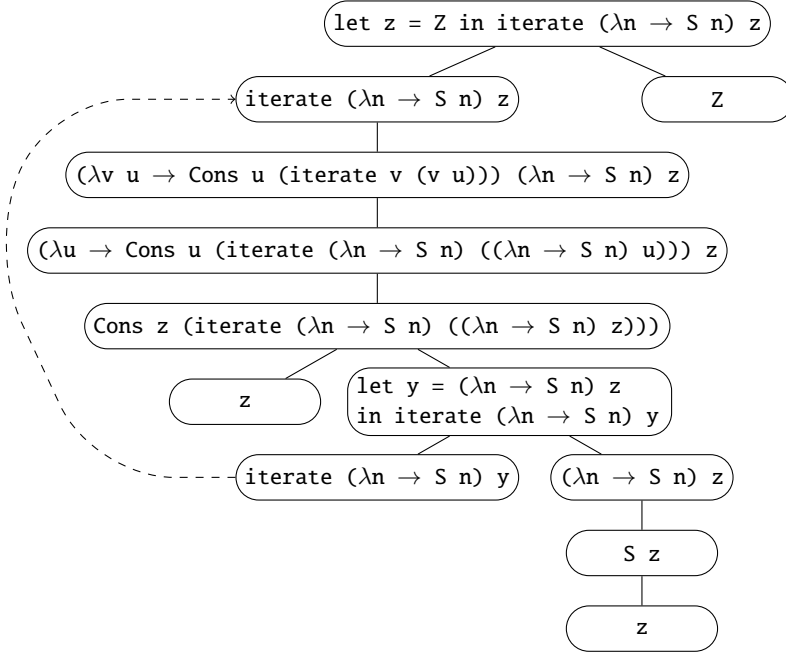 let z = Z in iterate (λn → S n) z
iterate (λn → S n) z
Z
(λv u → Cons u (iterate v (v u))) (λn → S n) z
(λu → Cons u (iterate (λn → S n) ((λn → S n) u))) z
Cons z (iterate (λn → S n) ((λn → S n) z)))
z
let y = (λn → S n) z
in iterate (λn → S n) y
iterate (λn → S n) y
(λn → S n) z
S z
z